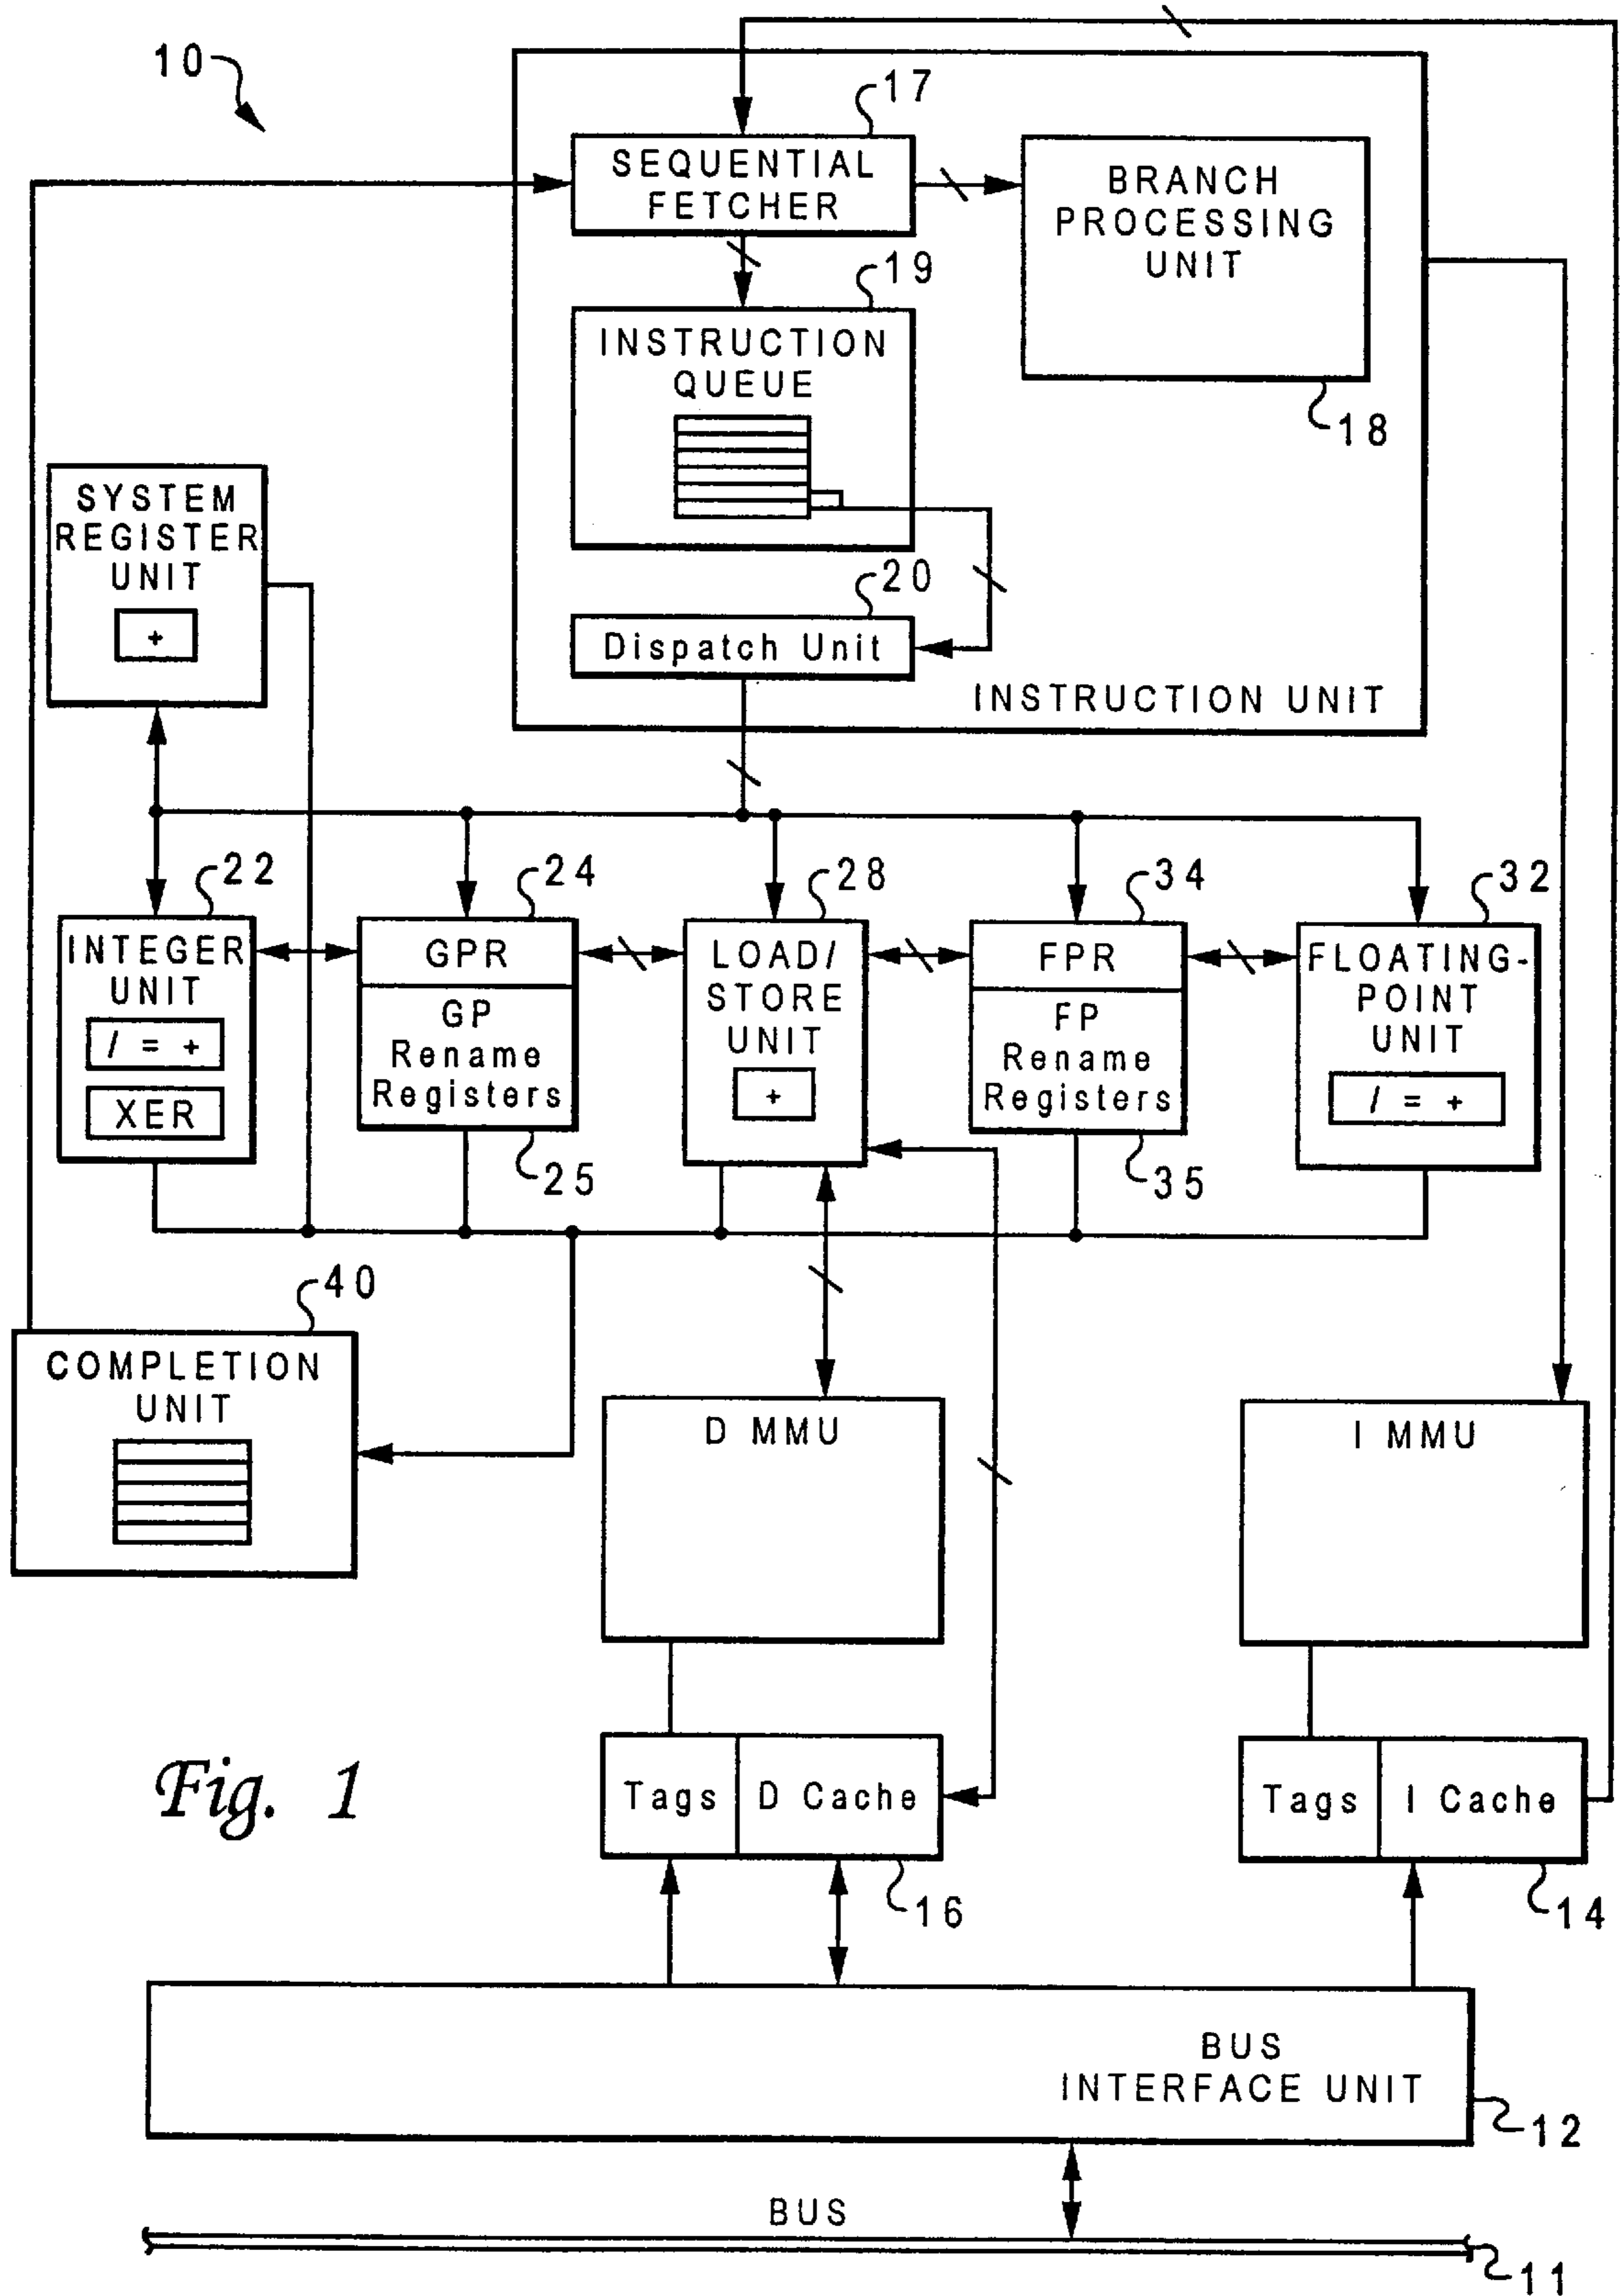 10
17
SEQUENTIAL
FETCHER
BRANCH
PROCESSING
UNIT
18
19
INSTRUCTION
QUEUE
SYSTEM
REGISTER
UNIT
+
20
Dispatch Unit
INSTRUCTION UNIT
22
INTEGER
UNIT
/ = +
XER
24
GPR
GP
Rename
Registers
25
28
LOAD/
STORE
UNIT
+
34
FPR
FP
Rename
Registers
35
32
FLOATING-
POINT
UNIT
/ = +
40
COMPLETION
UNIT
D MMU
I MMU
Fig. 1
Tags
D Cache
16
Tags
I Cache
14
BUS
INTERFACE UNIT
12
BUS
11